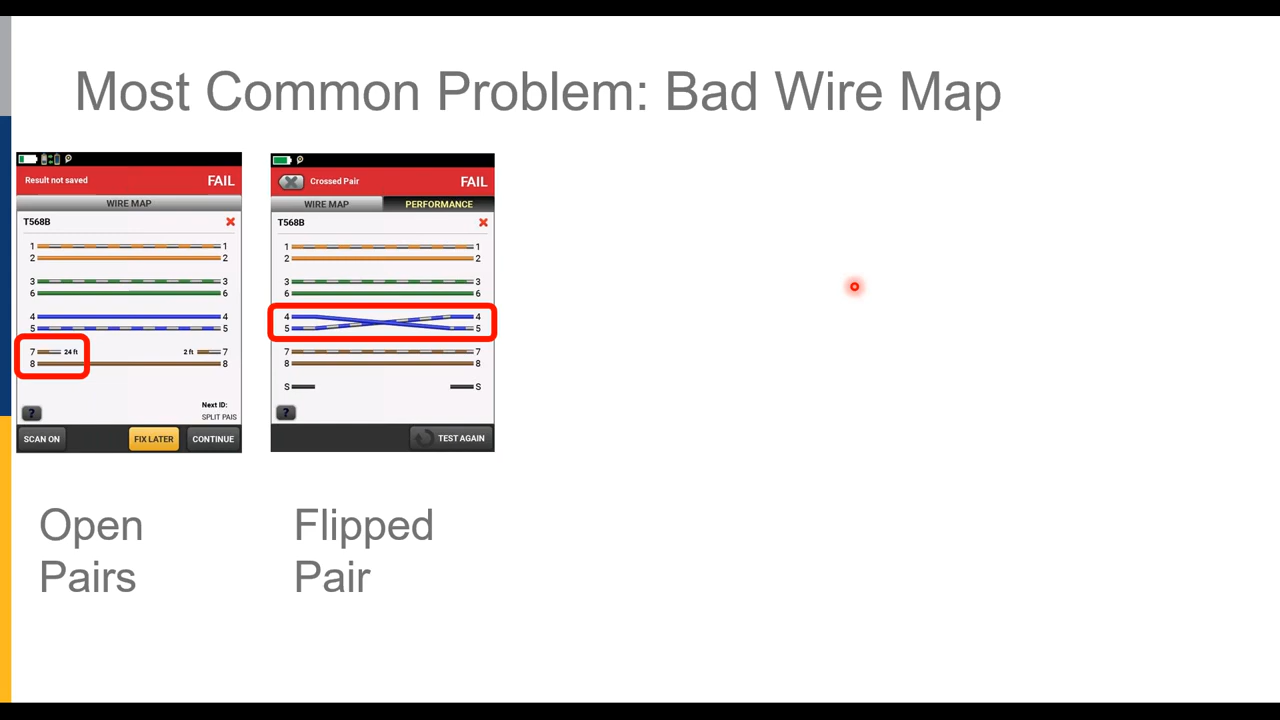 Most Common Problem: Bad Wire Map
Result not saved FAIL
WIRE MAP
T568B
1 1
2 2
3 3
6 6
4 4
5 5
7 24 ft 2 ft 7
8 8
?
Next ID:
SPLIT PAIS
SCAN ON FIX LATER CONTINUE
Crossed Pair FAIL
WIRE MAP PERFORMANCE
T568B
1 1
2 2
3 3
6 6
4 4
5 5
7 7
8 8
S S
?
TEST AGAIN
Open
Pairs
Flipped
Pair